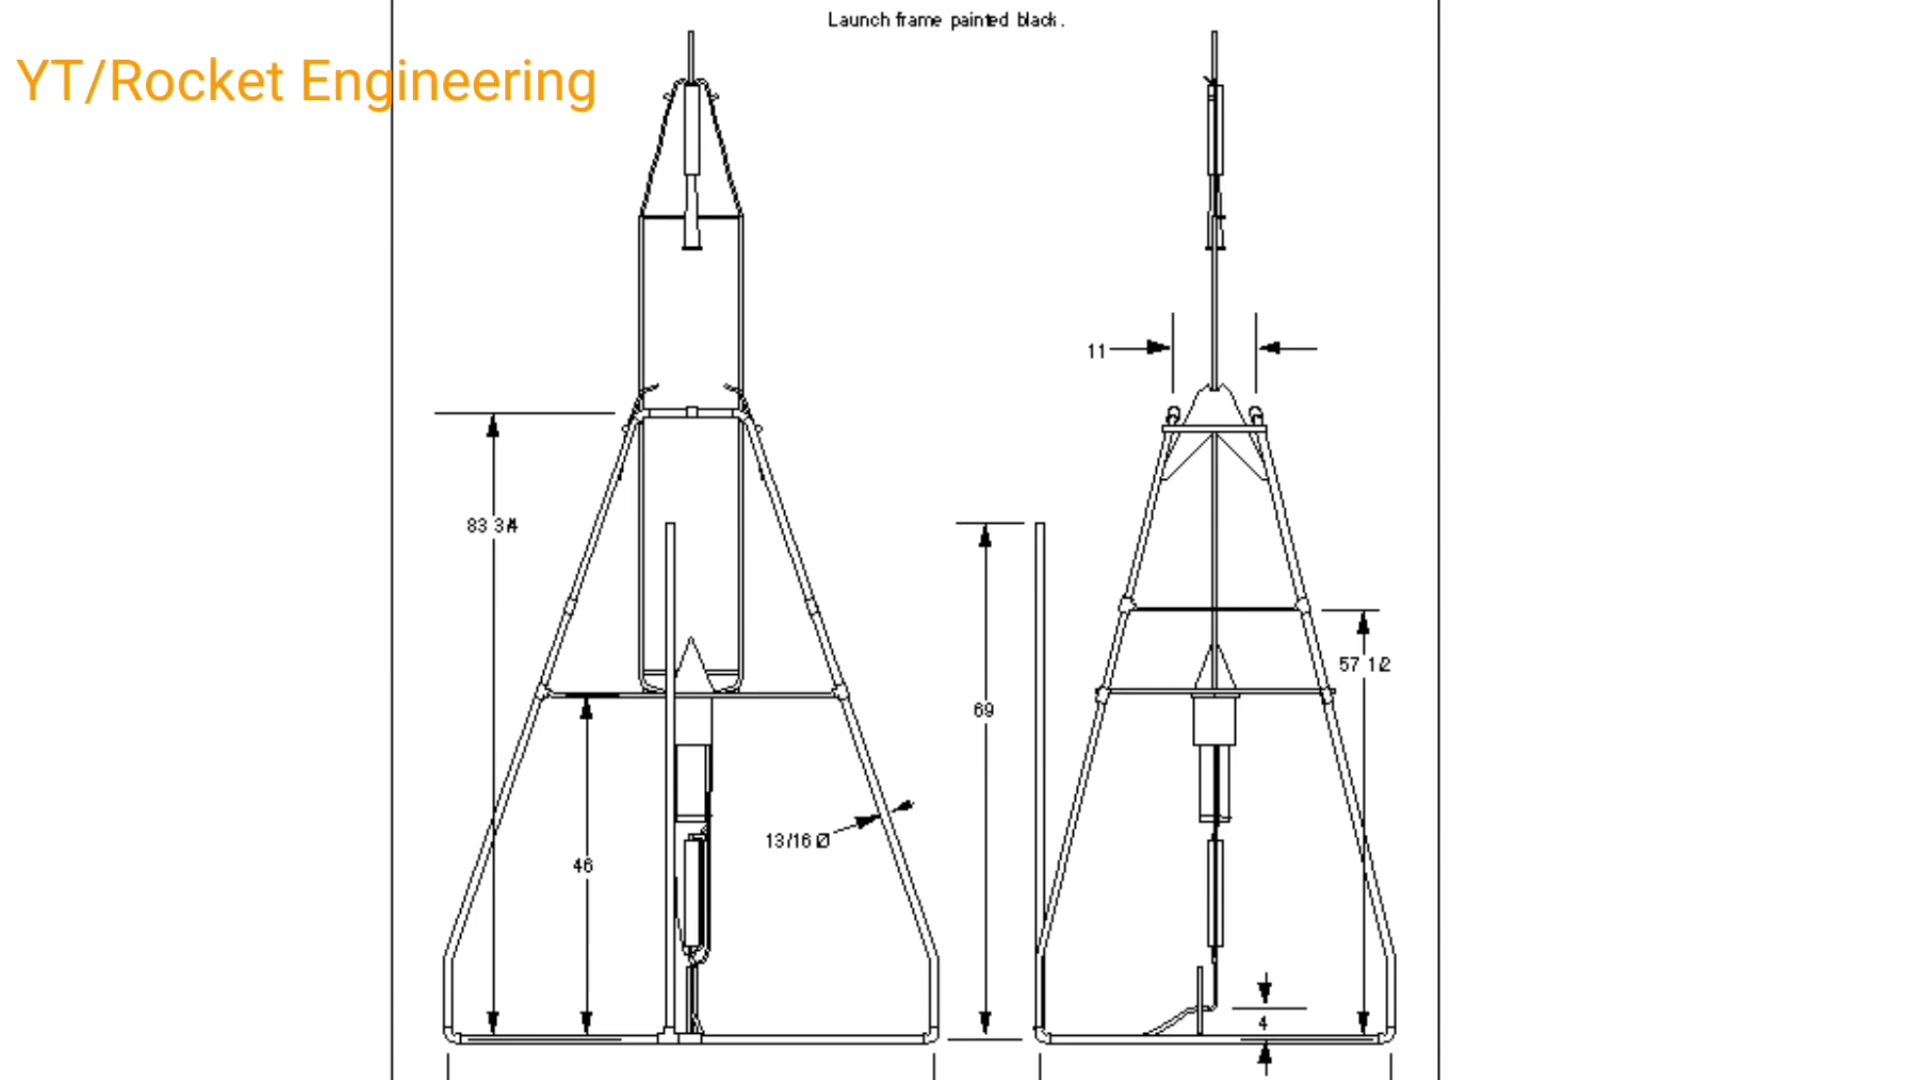 Launch frame painted black.
YT/Rocket Engineering
11
83 3/4
57 1/2
69
13/16 Ø
46
4